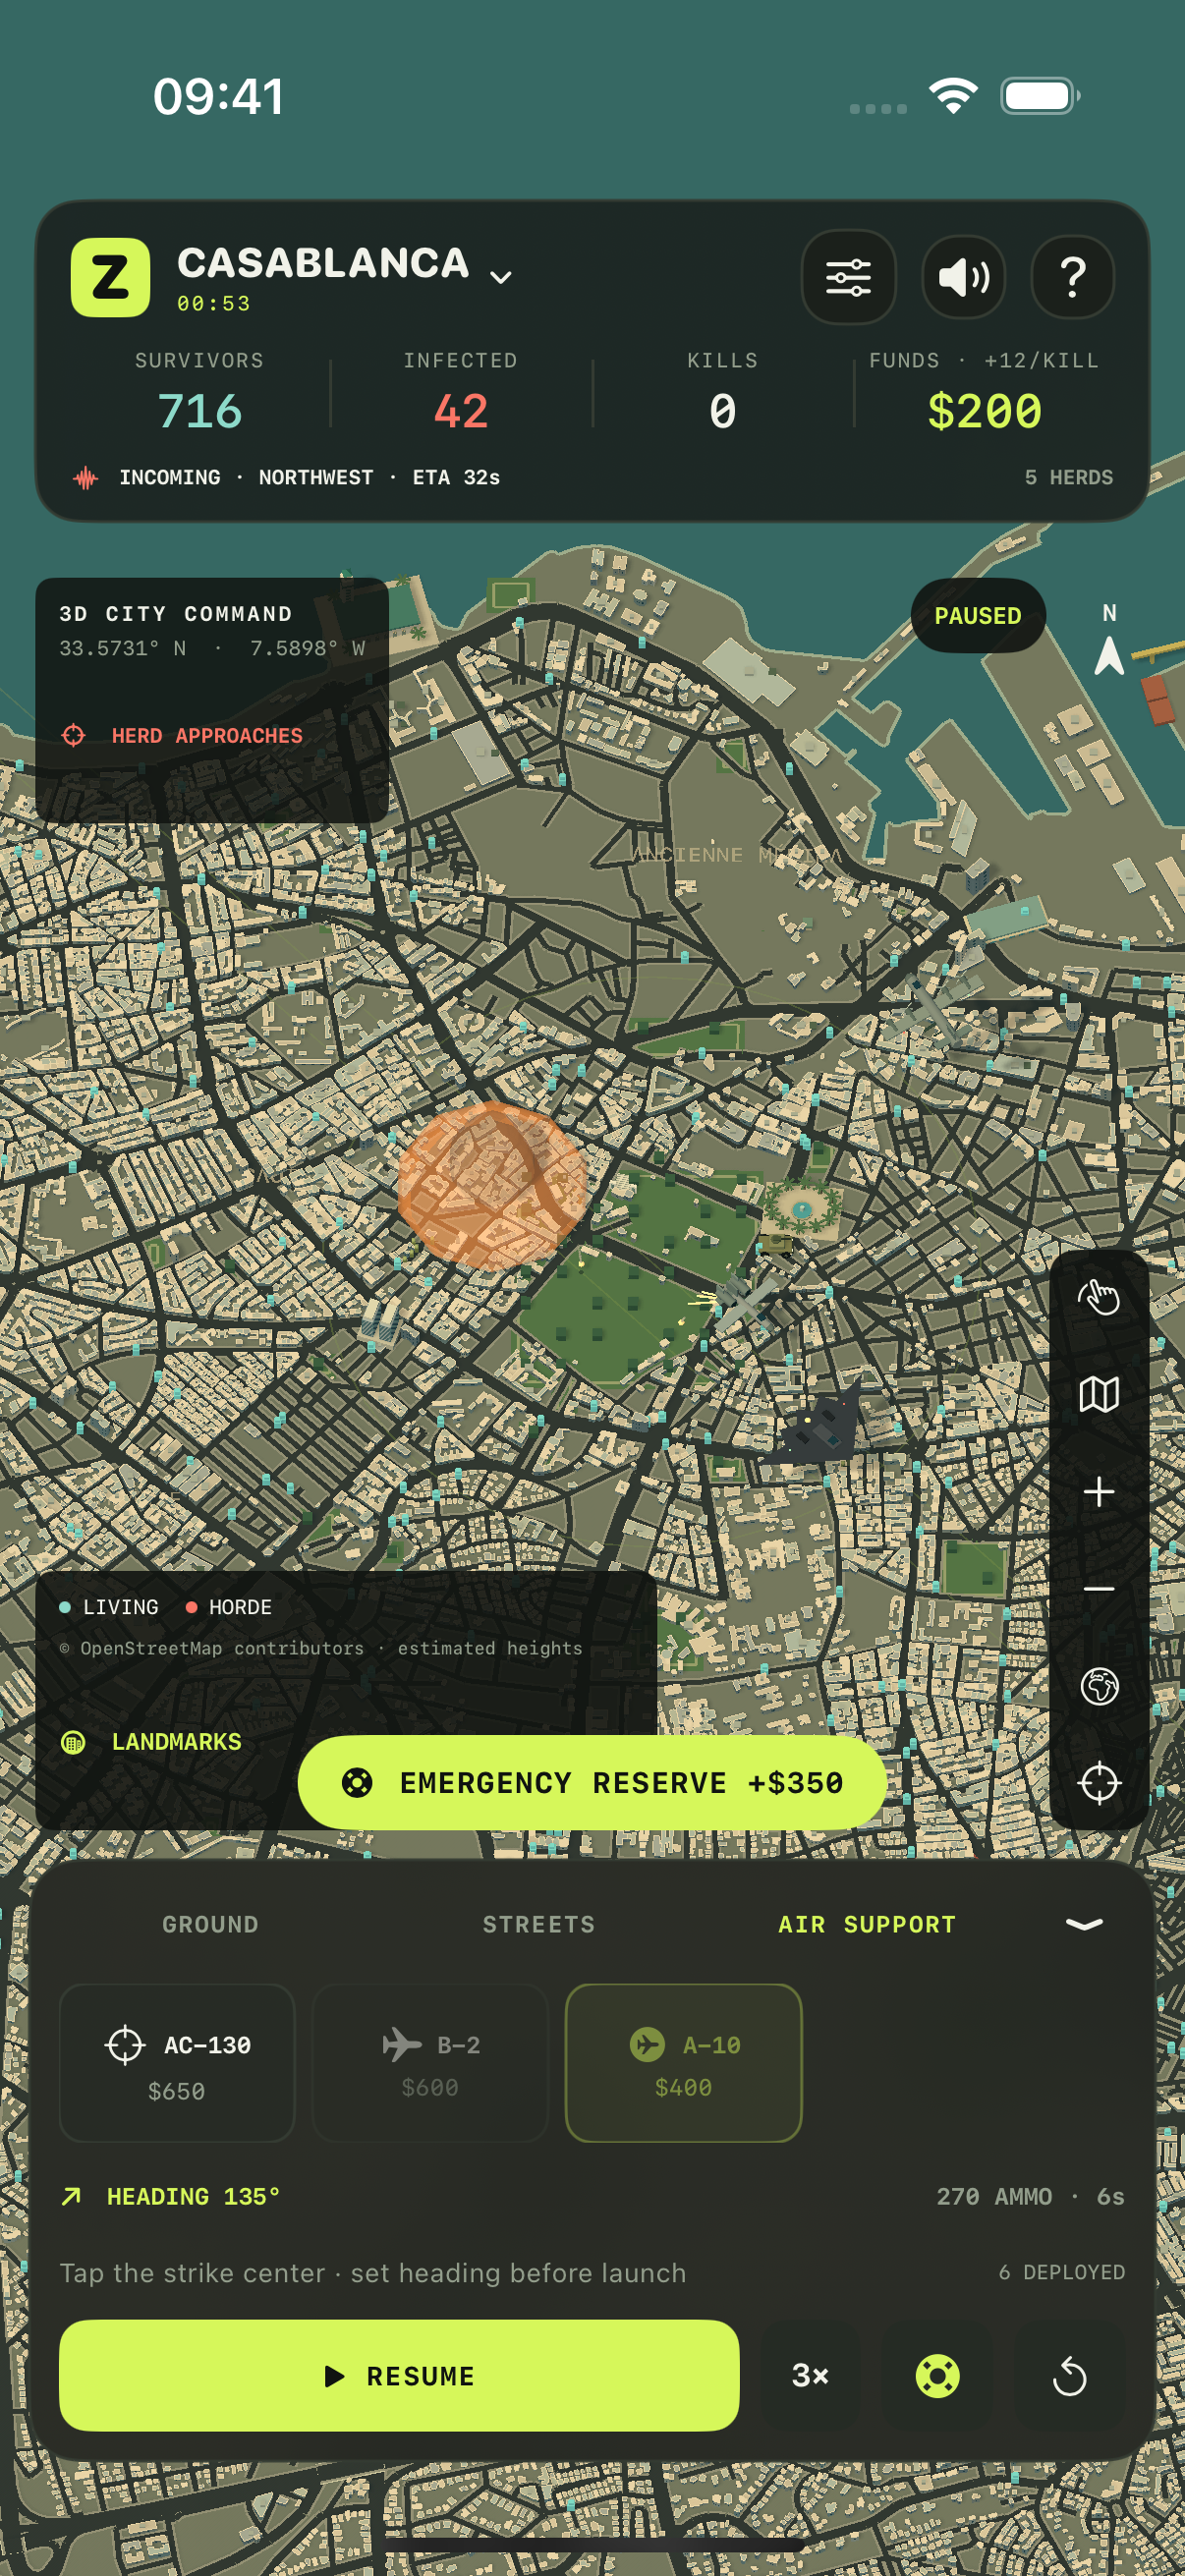 09:41
Z
CASABLANCA
00:53
SURVIVORS
716
INFECTED
42
KILLS
0
FUNDS · +12/KILL
$200
INCOMING · NORTHWEST · ETA 32s
5 HERDS
3D CITY COMMAND
33.5731° N · 7.5898° W
HERD APPROACHES
PAUSED
N
ANCIENNE
LIVING
HORDE
© OpenStreetMap contributors · estimated heights
LANDMARKS
EMERGENCY RESERVE +$350
GROUND
STREETS
AIR SUPPORT
AC-130
$650
B-2
$600
A-10
$400
HEADING 135°
270 AMMO · 6s
Tap the strike center · set heading before launch
6 DEPLOYED
RESUME
3×